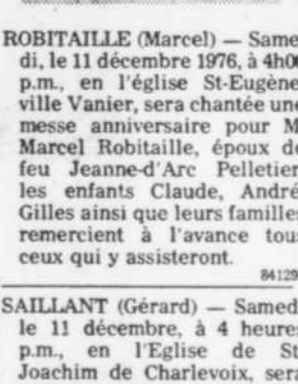 ROBITAILLE (Marcel) — Same
di, le 11 décembre 1976, à 4h00
p.m., en l'église St-Eugène
ville Vanier, sera chantée une
messe anniversaire pour M
Marcel Robitaille, époux de
feu Jeanne-d'Arc Pelletier
les enfants Claude, André
Gilles ainsi que leurs familles
remercient à l'avance tous
ceux qui y assisteront.
84129
SAILLANT (Gérard) — Samed
le 11 décembre, à 4 heures
p.m., en l'Eglise de St
Joachim de Charlevoix, sera